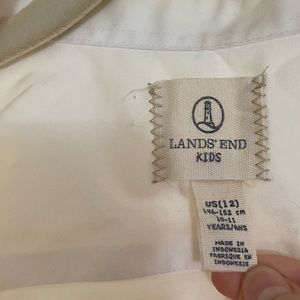 LANDS' END
KIDS
US(12)
146-152 cm
10-11
YEARS/ANS
MADE IN
INDONESIA
FABRIQUE EN
INDONESIE